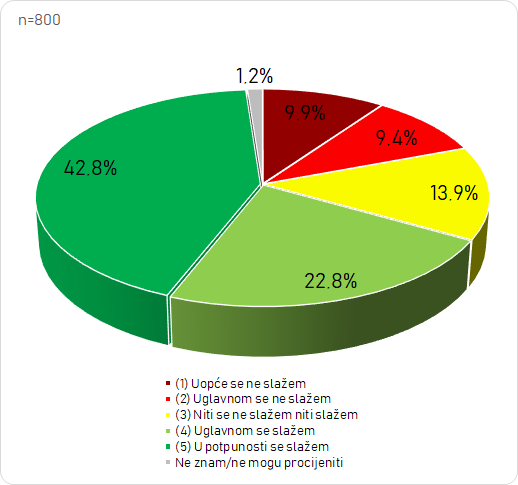 n=800
1.2%
9.9%
9.4%
42.8%
13.9%
22.8%
(1) Uopće se ne slažem
(2) Uglavnom se ne slažem
(3) Niti se ne slažem niti slažem
(4) Uglavnom se slažem
(5) U potpunosti se slažem
Ne znam/ne mogu procijeniti